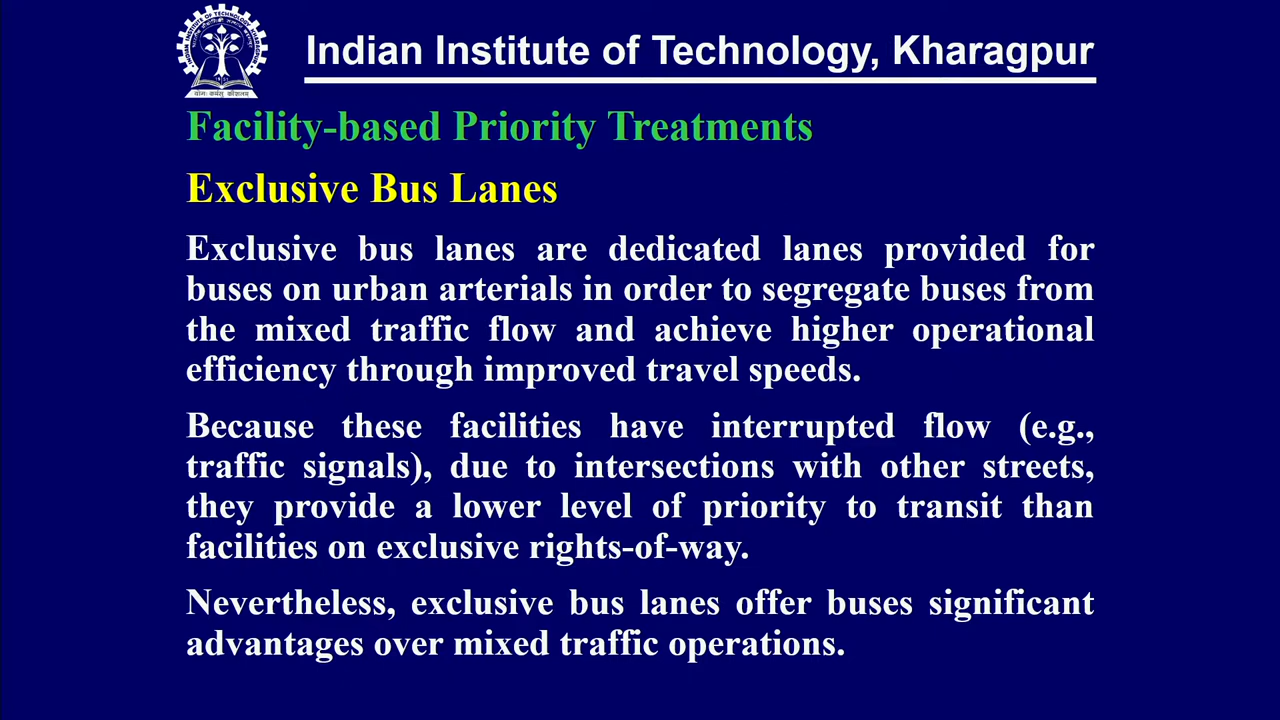 Indian Institute of Technology, Kharagpur
Facility-based Priority Treatments
Exclusive Bus Lanes
Exclusive bus lanes are dedicated lanes provided for
buses on urban arterials in order to segregate buses from
the mixed traffic flow and achieve higher operational
efficiency through improved travel speeds.
Because these facilities have interrupted flow (e.g.,
traffic signals), due to intersections with other streets,
they provide a lower level of priority to transit than
facilities on exclusive rights-of-way.
Nevertheless, exclusive bus lanes offer buses significant
advantages over mixed traffic operations.